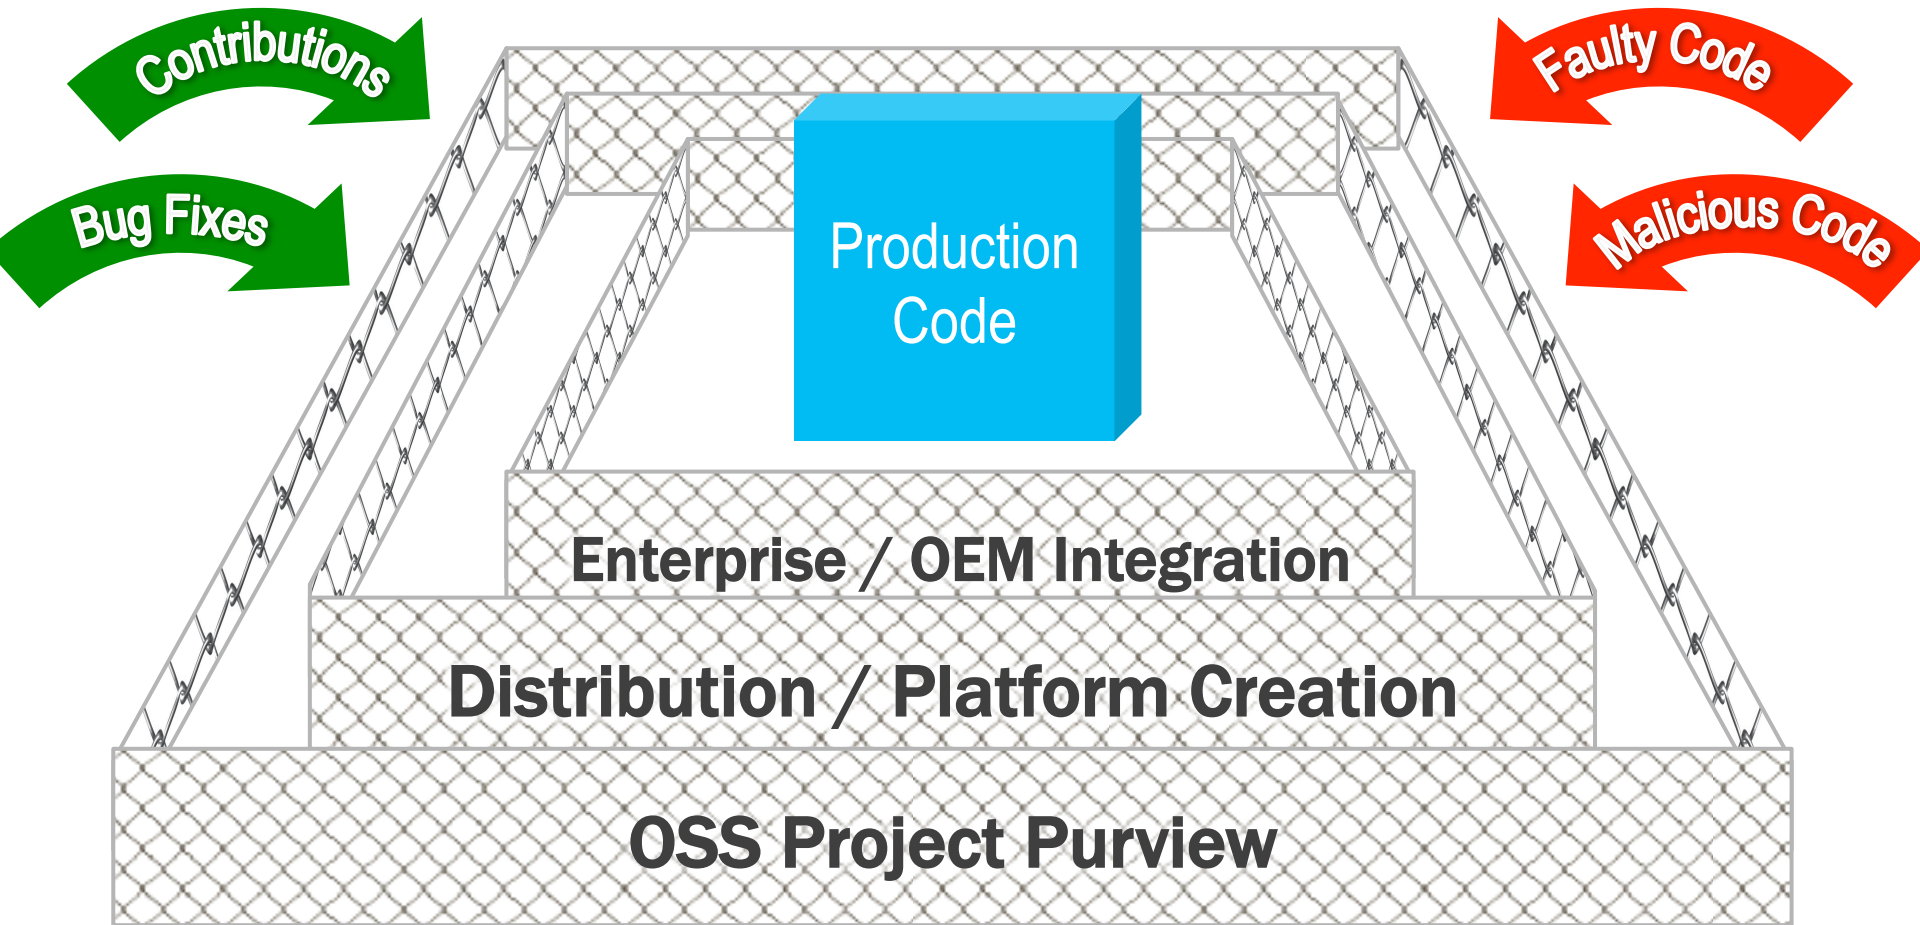 Contributions
Faulty Code
Bug Fixes
Malicious Code
Production
Code
Enterprise / OEM Integration
Distribution / Platform Creation
OSS Project Purview